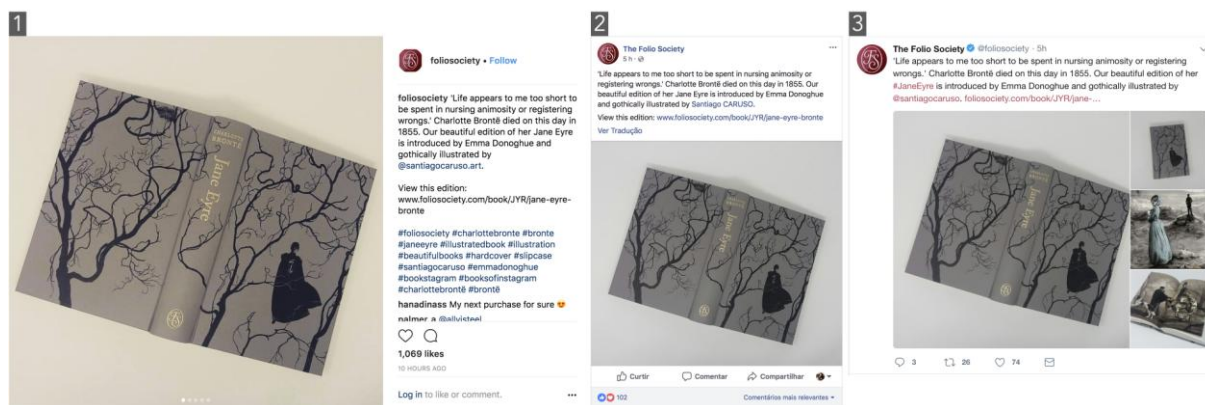 1
foliosociety • Follow
foliosociety 'Life appears to me too short to
be spent in nursing animosity or registering
wrongs.' Charlotte Brontë died on this day in
1855. Our beautiful edition of her Jane Eyre
is introduced by Emma Donoghue and
gothically illustrated by
@santiagocaruso.art.
View this edition:
www.foliosociety.com/book/JYR/jane-eyre-
bronte
#foliosociety #charlottebronte #bronte
#janeeyre #illustratedbook #illustration
#beautifulbooks #hardcover #slipcase
#santiagocaruso #emmadonoghue
#bookstagram #booksofinstagram
#charlottebrontë #brontë
hanadinass My next purchase for sure 😍
palmer_a @allvisteel
1,069 likes
10 HOURS AGO
Log in to like or comment.
CHARLOTTE
BRONTË
Jane Eyre
FS
2
The Folio Society
5 h
'Life appears to me too short to be spent in nursing animosity or
registering wrongs.' Charlotte Brontë died on this day in 1855. Our
beautiful edition of her Jane Eyre is introduced by Emma Donoghue
and gothically illustrated by Santiago CARUSO.
View this edition: www.foliosociety.com/book/JYR/jane-eyre-bronte
Ver Tradução
Jane Eyre
Curtir Comentar Compartilhar
102 Comentários mais relevantes
3
The Folio Society @foliosociety · 5h
'Life appears to me too short to be spent in nursing animosity or registering
wrongs.' Charlotte Brontë died on this day in 1855. Our beautiful edition of her
#JaneEyre is introduced by Emma Donoghue and gothically illustrated by
@santiagocaruso. foliosociety.com/book/JYR/jane-…
Jane Eyre
3 26 74